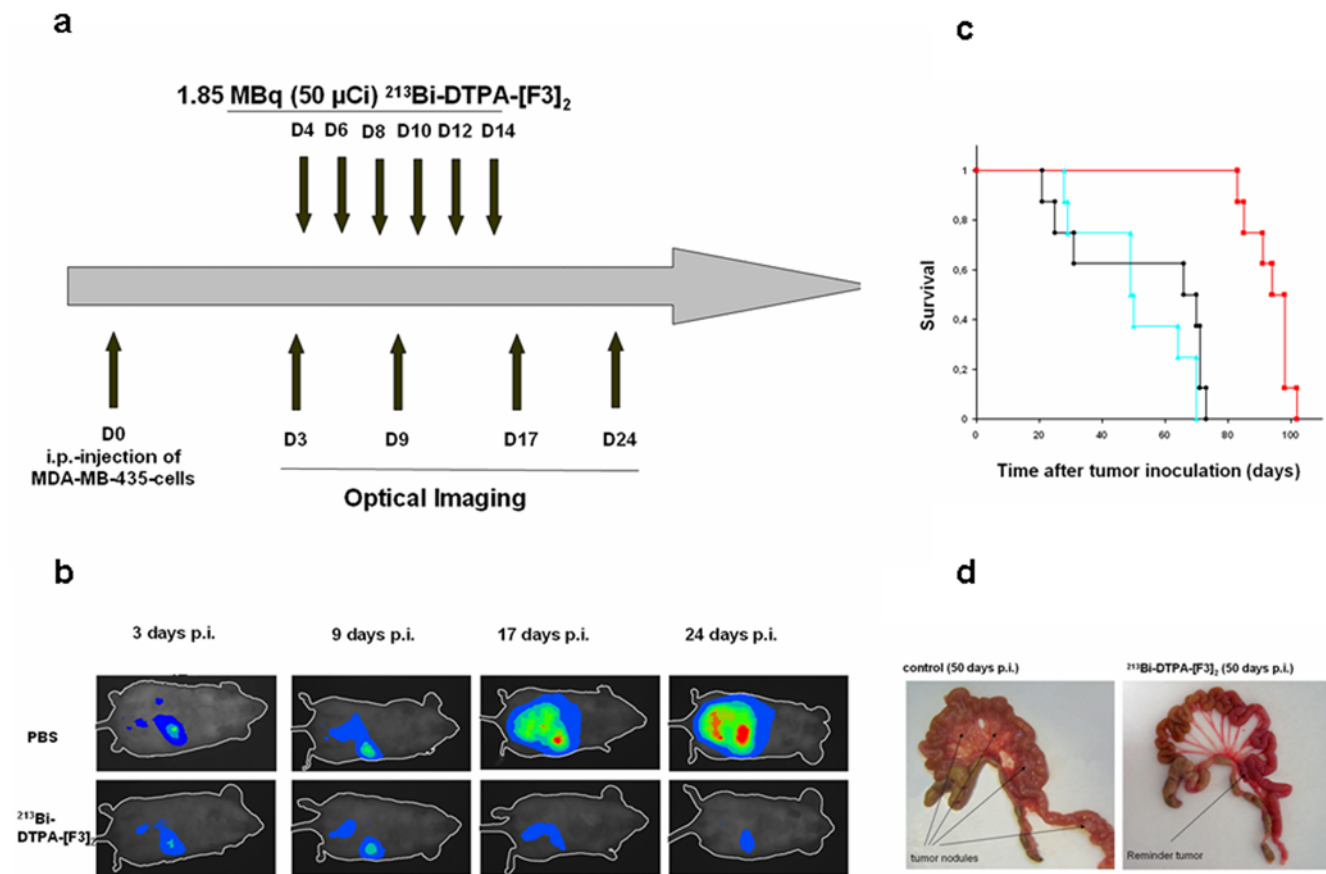 a
1.85 MBq (50 µCi) ²¹³Bi-DTPA-[F3]₂
D4 D6 D8 D10 D12 D14
D0
i.p.-injection of
MDA-MB-435-cells
D3 D9 D17 D24
Optical Imaging
c
1
0,8
0,6
0,4
0,2
0
0 20 40 60 80 100
Survival
Time after tumor inoculation (days)
b
3 days p.i. 9 days p.i. 17 days p.i. 24 days p.i.
PBS
²¹³Bi-
DTPA-[F3]₂
d
control (50 days p.i.)
²¹³Bi-DTPA-[F3]₂ (50 days p.i.)
tumor nodules
Reminder tumor